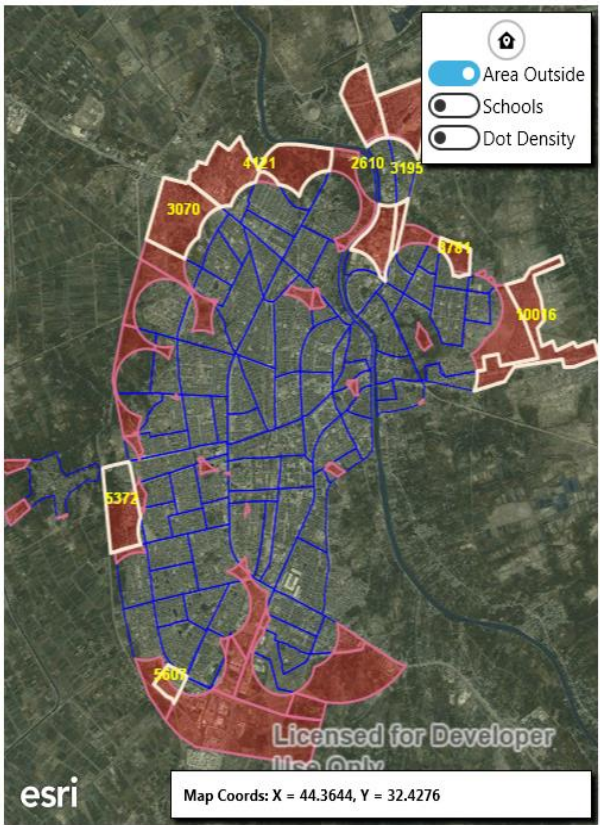 Area Outside
Schools
Dot Density
4121
2610
3195
3070
3781
10016
5372
5607
Licensed for Developer
Use Only
esri
Map Coords: X = 44.3644, Y = 32.4276